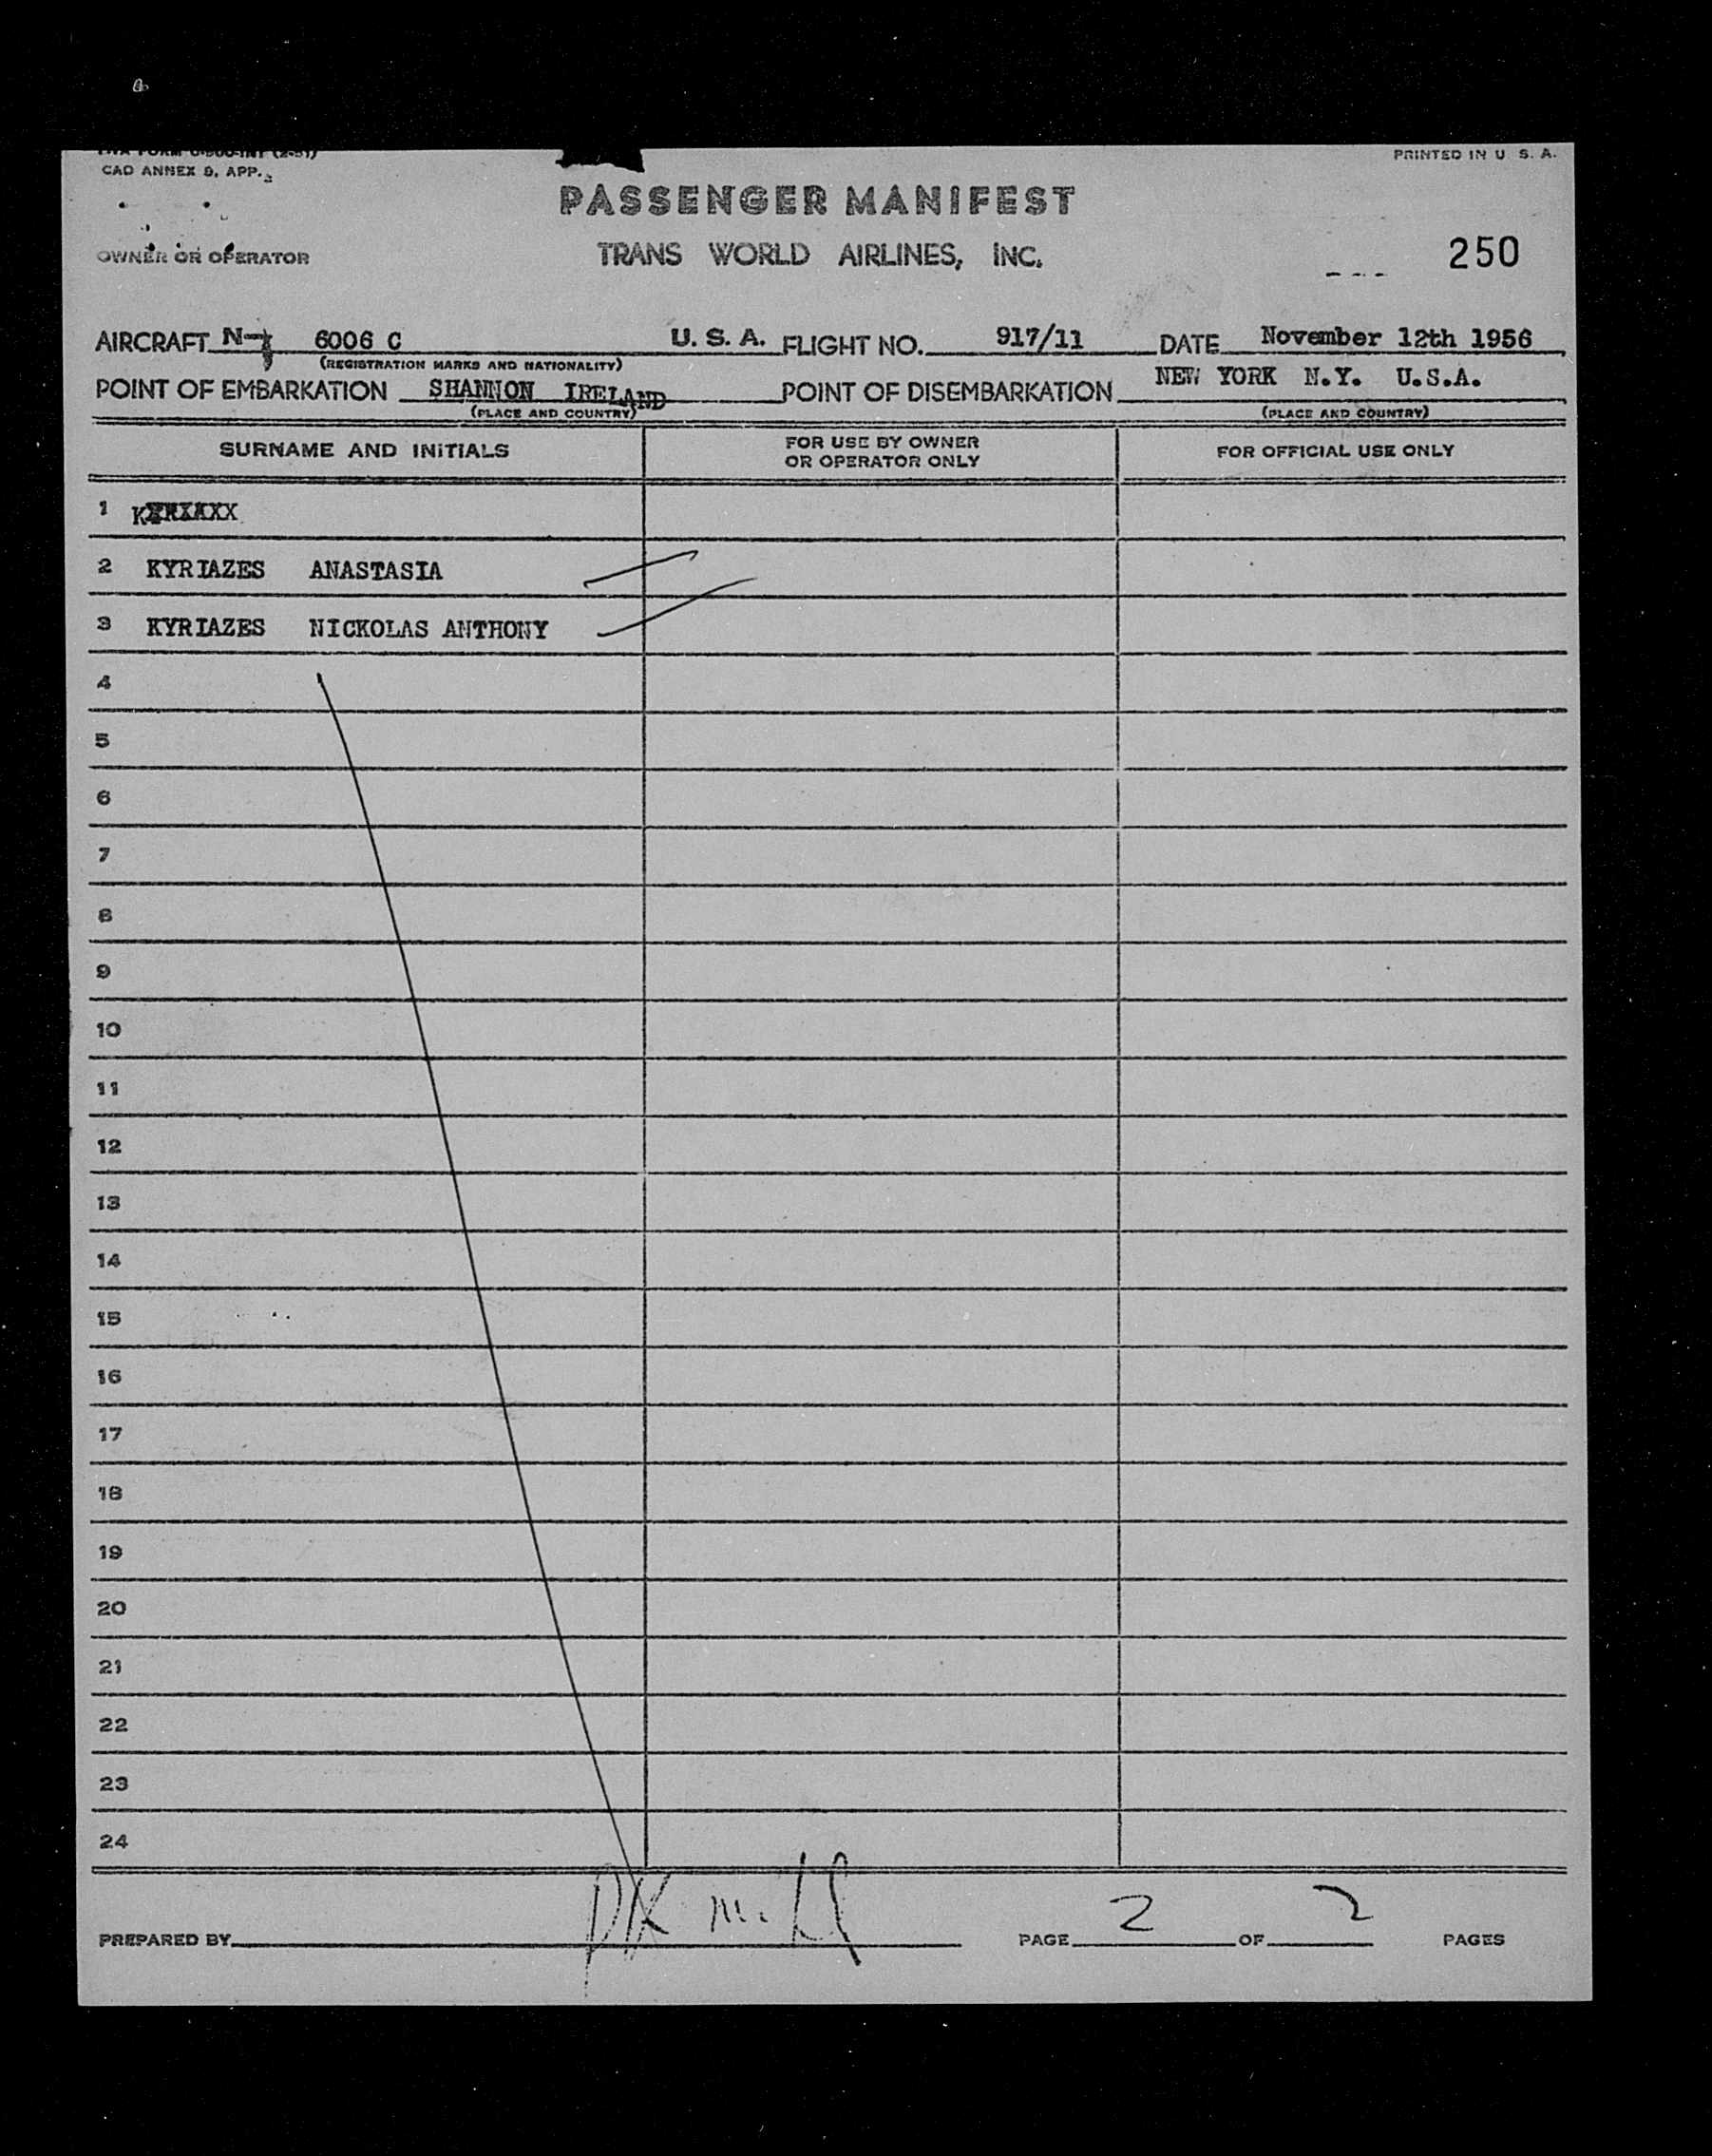 CAO ANNEX 9, APP.
PRINTED IN U. S. A.
PASSENGER MANIFEST
OWNER OR OPERATOR TRANS WORLD AIRLINES, INC. 250
AIRCRAFT N- 6006 C U. S. A. FLIGHT NO. 917/11 DATE November 12th 1956
(REGISTRATION MARKS AND NATIONALITY)
POINT OF EMBARKATION SHANNON IRELAND POINT OF DISEMBARKATION NEW YORK N.Y. U.S.A.
(PLACE AND COUNTRY) (PLACE AND COUNTRY)
SURNAME AND INITIALS FOR USE BY OWNER OR OPERATOR ONLY FOR OFFICIAL USE ONLY
1
2 KYRIAZES ANASTASIA
3 KYRIAZES NICKOLAS ANTHONY
4
5
6
7
8
9
10
11
12
13
14
15
16
17
18
19
20
21
22
23
24
PREPARED BY PAGE 2 OF 2 PAGES